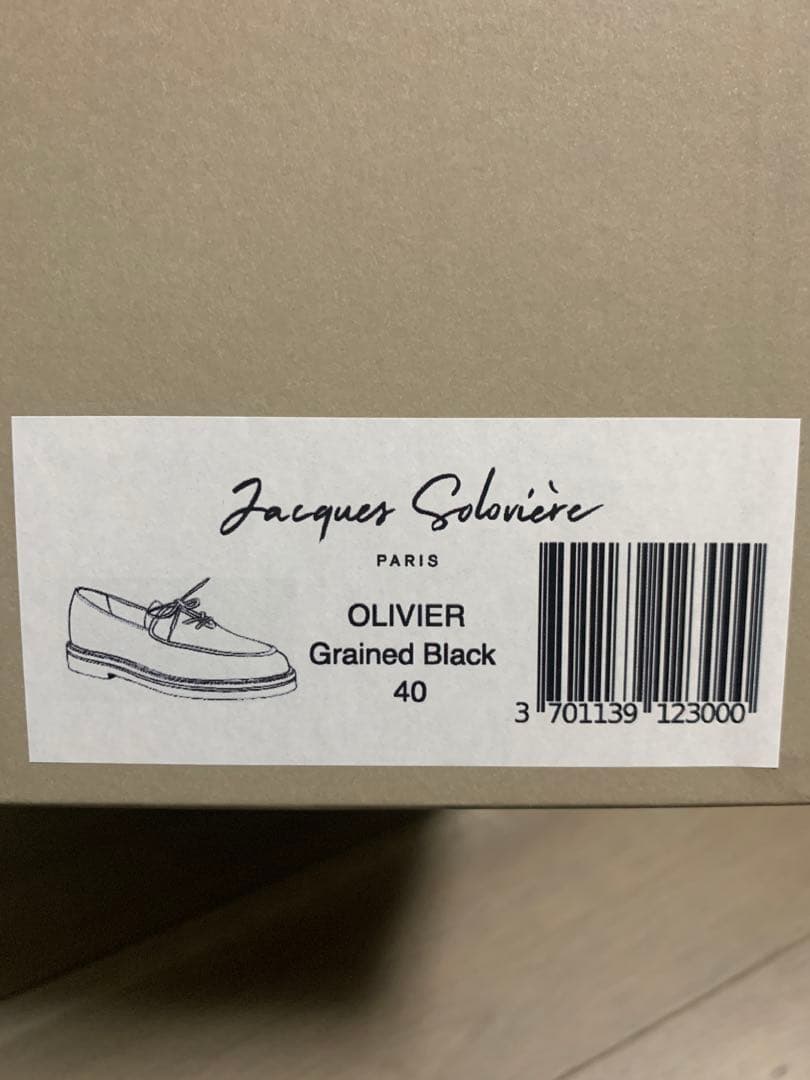 Jacques Solovière
PARIS
OLIVIER
Grained Black
40
3 701139 123000